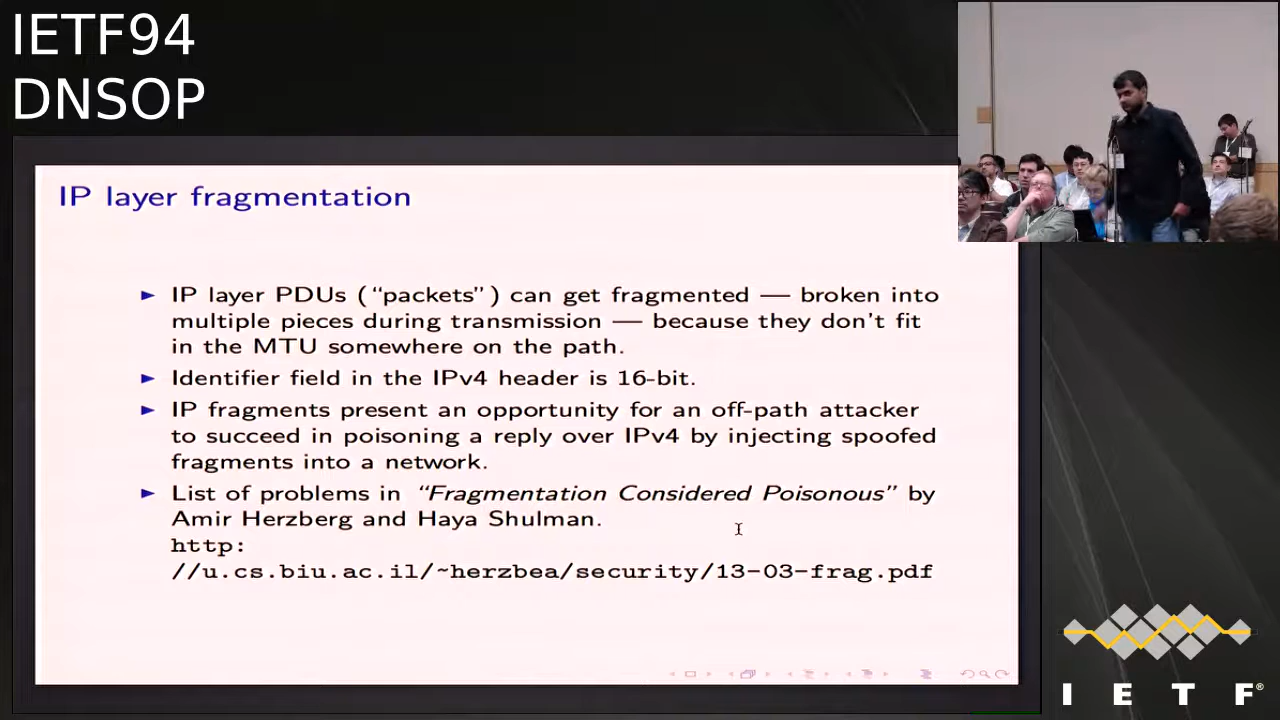 IETF94
DNSOP
IP layer fragmentation
► IP layer PDUs (“packets”) can get fragmented — broken into
multiple pieces during transmission — because they don’t fit
in the MTU somewhere on the path.
► Identifier field in the IPv4 header is 16-bit.
► IP fragments present an opportunity for an off-path attacker
to succeed in poisoning a reply over IPv4 by injecting spoofed
fragments into a network.
► List of problems in “Fragmentation Considered Poisonous” by
Amir Herzberg and Haya Shulman.
http:
//u.cs.biu.ac.il/~herzbea/security/13-03-frag.pdf
I E T F®